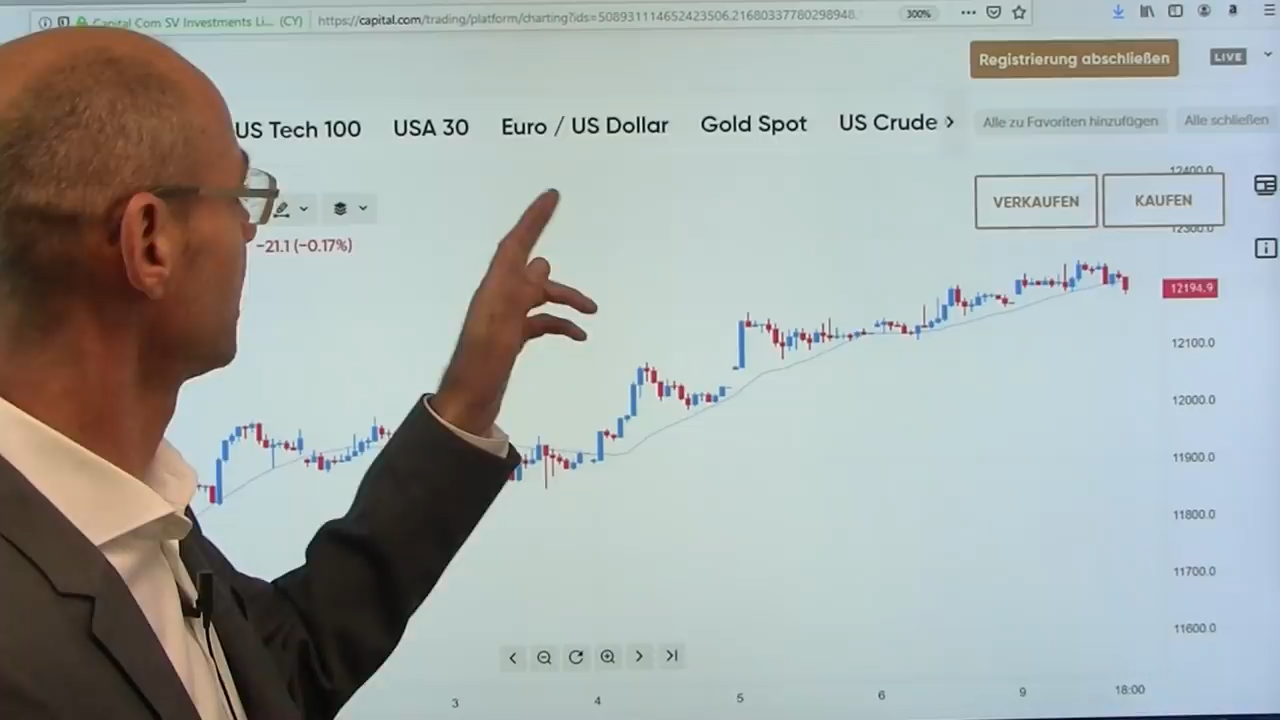 Capital Com SV Investments Li... (CY)
https://capital.com/trading/platform/charting?ids=508931114652423506.21680337780298948.
300%
Registrierung abschließen
LIVE
US Tech 100
USA 30
Euro / US Dollar
Gold Spot
US Crude
Alle zu Favoriten hinzufügen
Alle schließen
12400.0
VERKAUFEN
KAUFEN
12300.0
−21.1 (−0.17%)
12194.9
12100.0
12000.0
11900.0
11800.0
11700.0
11600.0
3
4
5
6
9
18:00